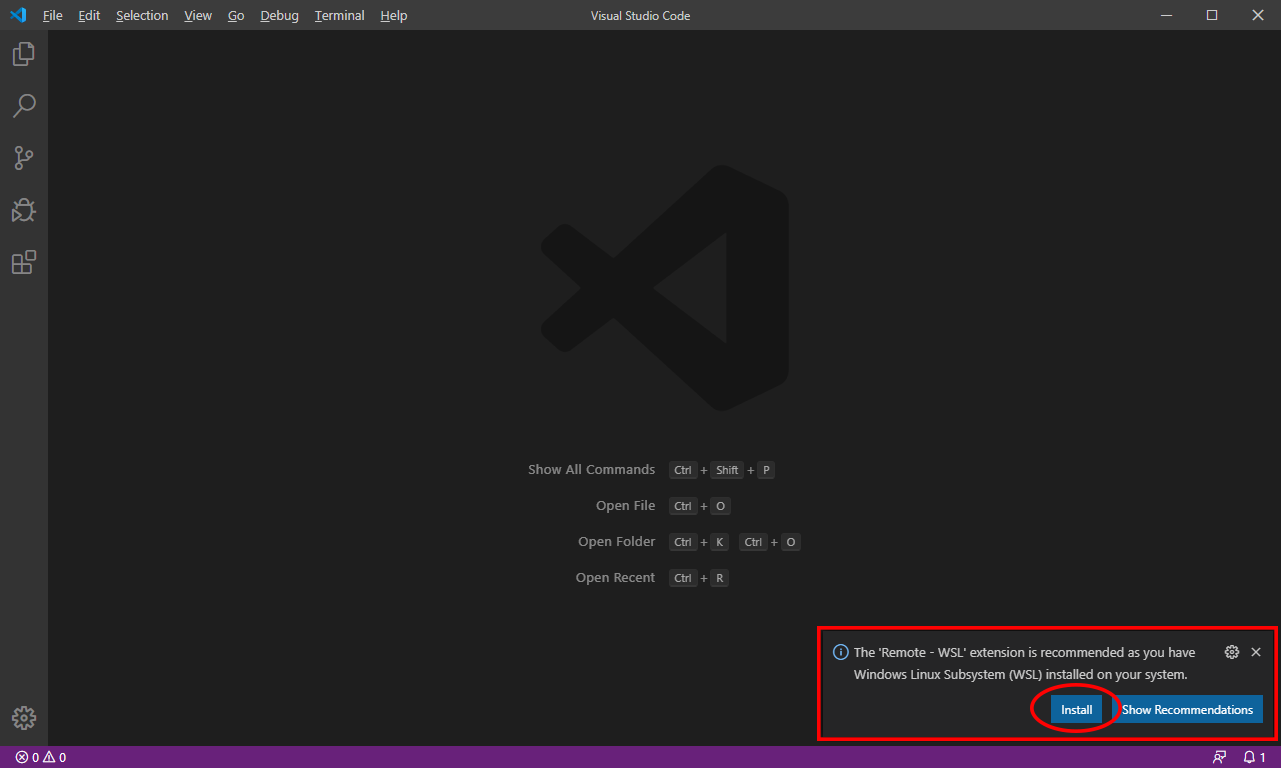 File Edit Selection View Go Debug Terminal Help Visual Studio Code
Show All Commands Ctrl + Shift + P
Open File Ctrl + O
Open Folder Ctrl + K Ctrl + O
Open Recent Ctrl + R
The 'Remote - WSL' extension is recommended as you have
Windows Linux Subsystem (WSL) installed on your system.
Install Show Recommendations
0 0 1